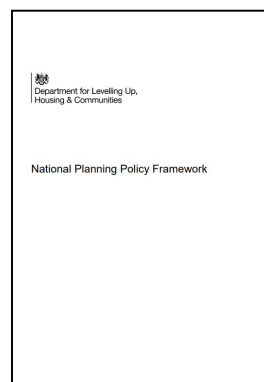 Department for Levelling Up,
Housing & Communities
National Planning Policy Framework